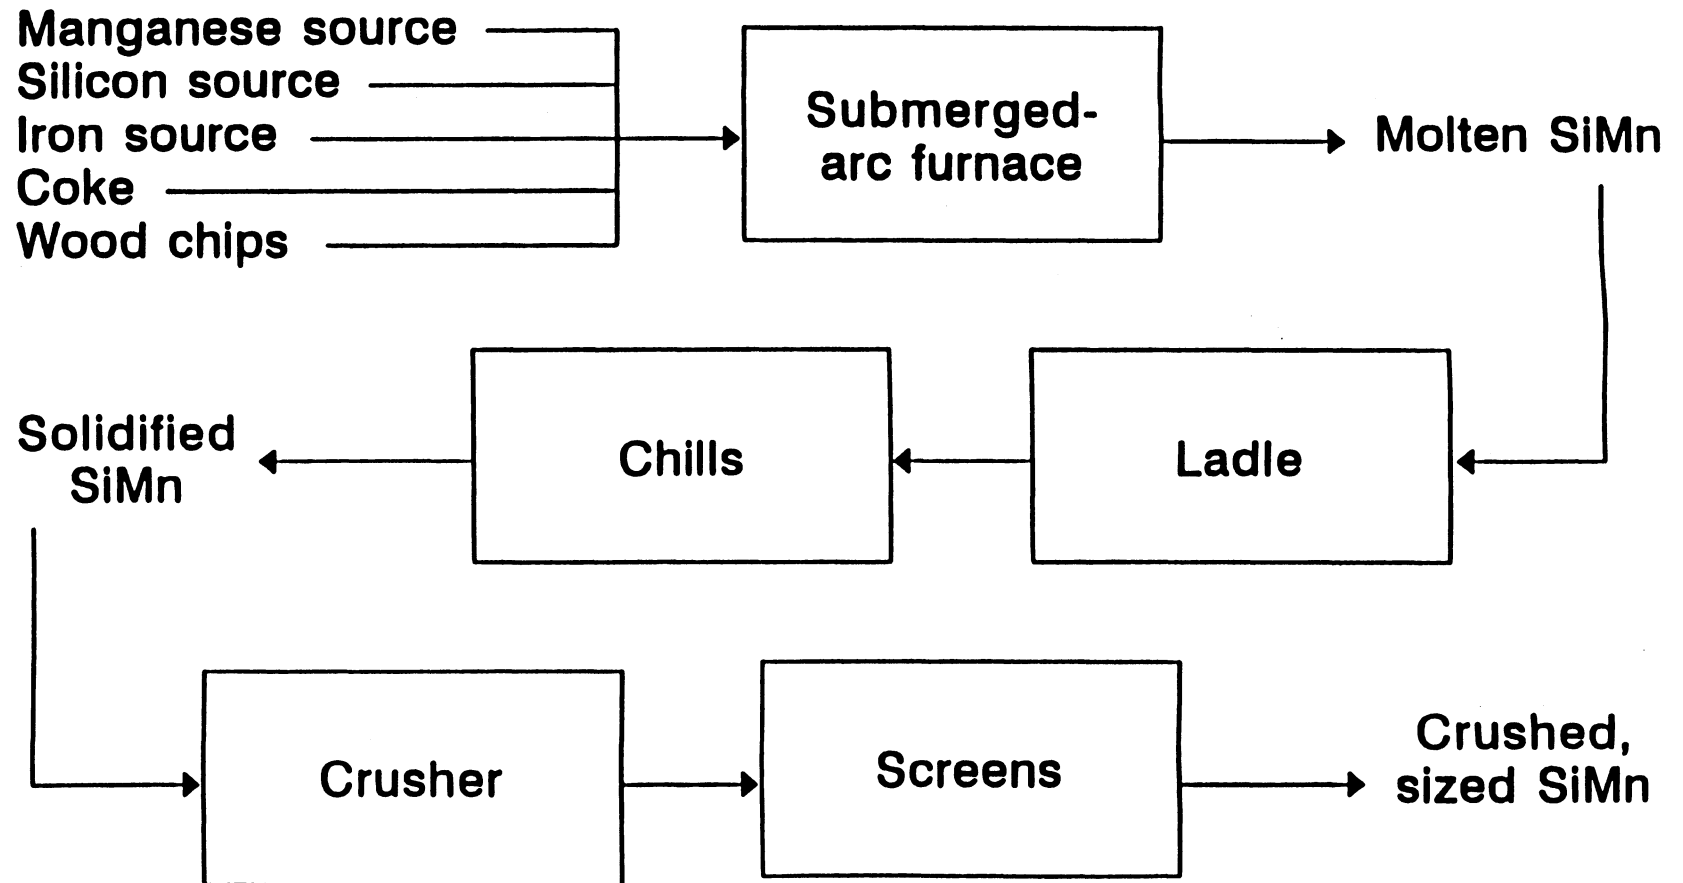 Manganese source
Silicon source
Iron source
Coke
Wood chips
Submerged-
arc furnace
Molten SiMn
Solidified
SiMn
Chills
Ladle
Crusher
Screens
Crushed,
sized SiMn